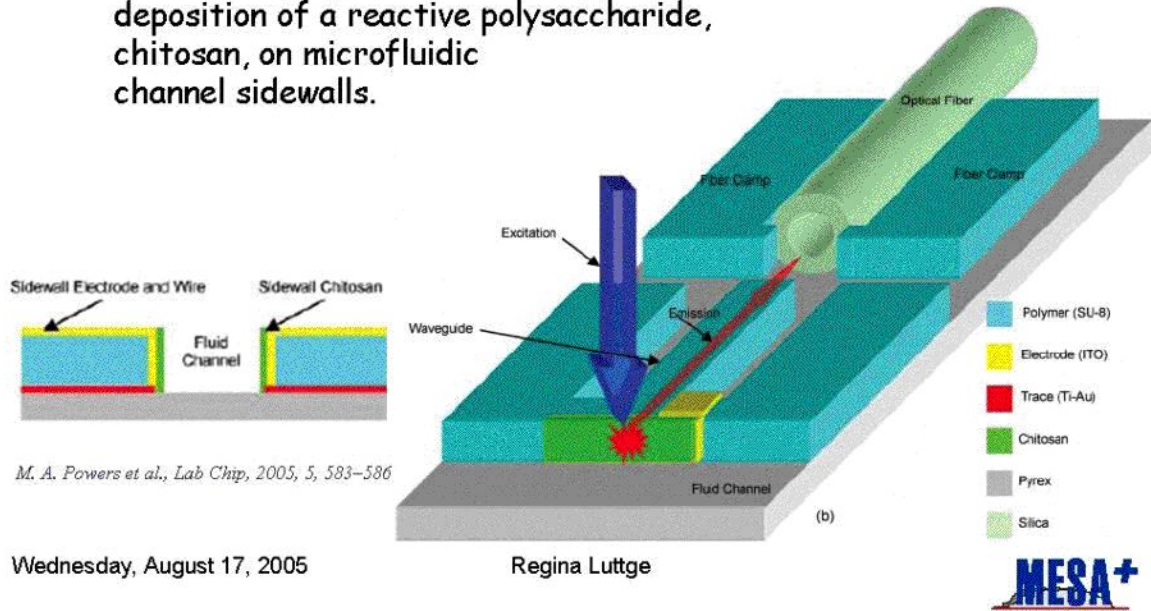 deposition of a reactive polysaccharide,
chitosan, on microfluidic
channel sidewalls.
Optical Fiber
Fiber Clamp
Fiber Clamp
Excitation
Sidewall Electrode and Wire
Sidewall Chitosan
Fluid
Channel
Waveguide
Emission
Polymer (SU-8)
Electrode (ITO)
Trace (Ti-Au)
Chitosan
Pyrex
Silica
M. A. Powers et al., Lab Chip, 2005, 5, 583–586
Fluid Channel
(b)
Wednesday, August 17, 2005
Regina Luttge
MESA+